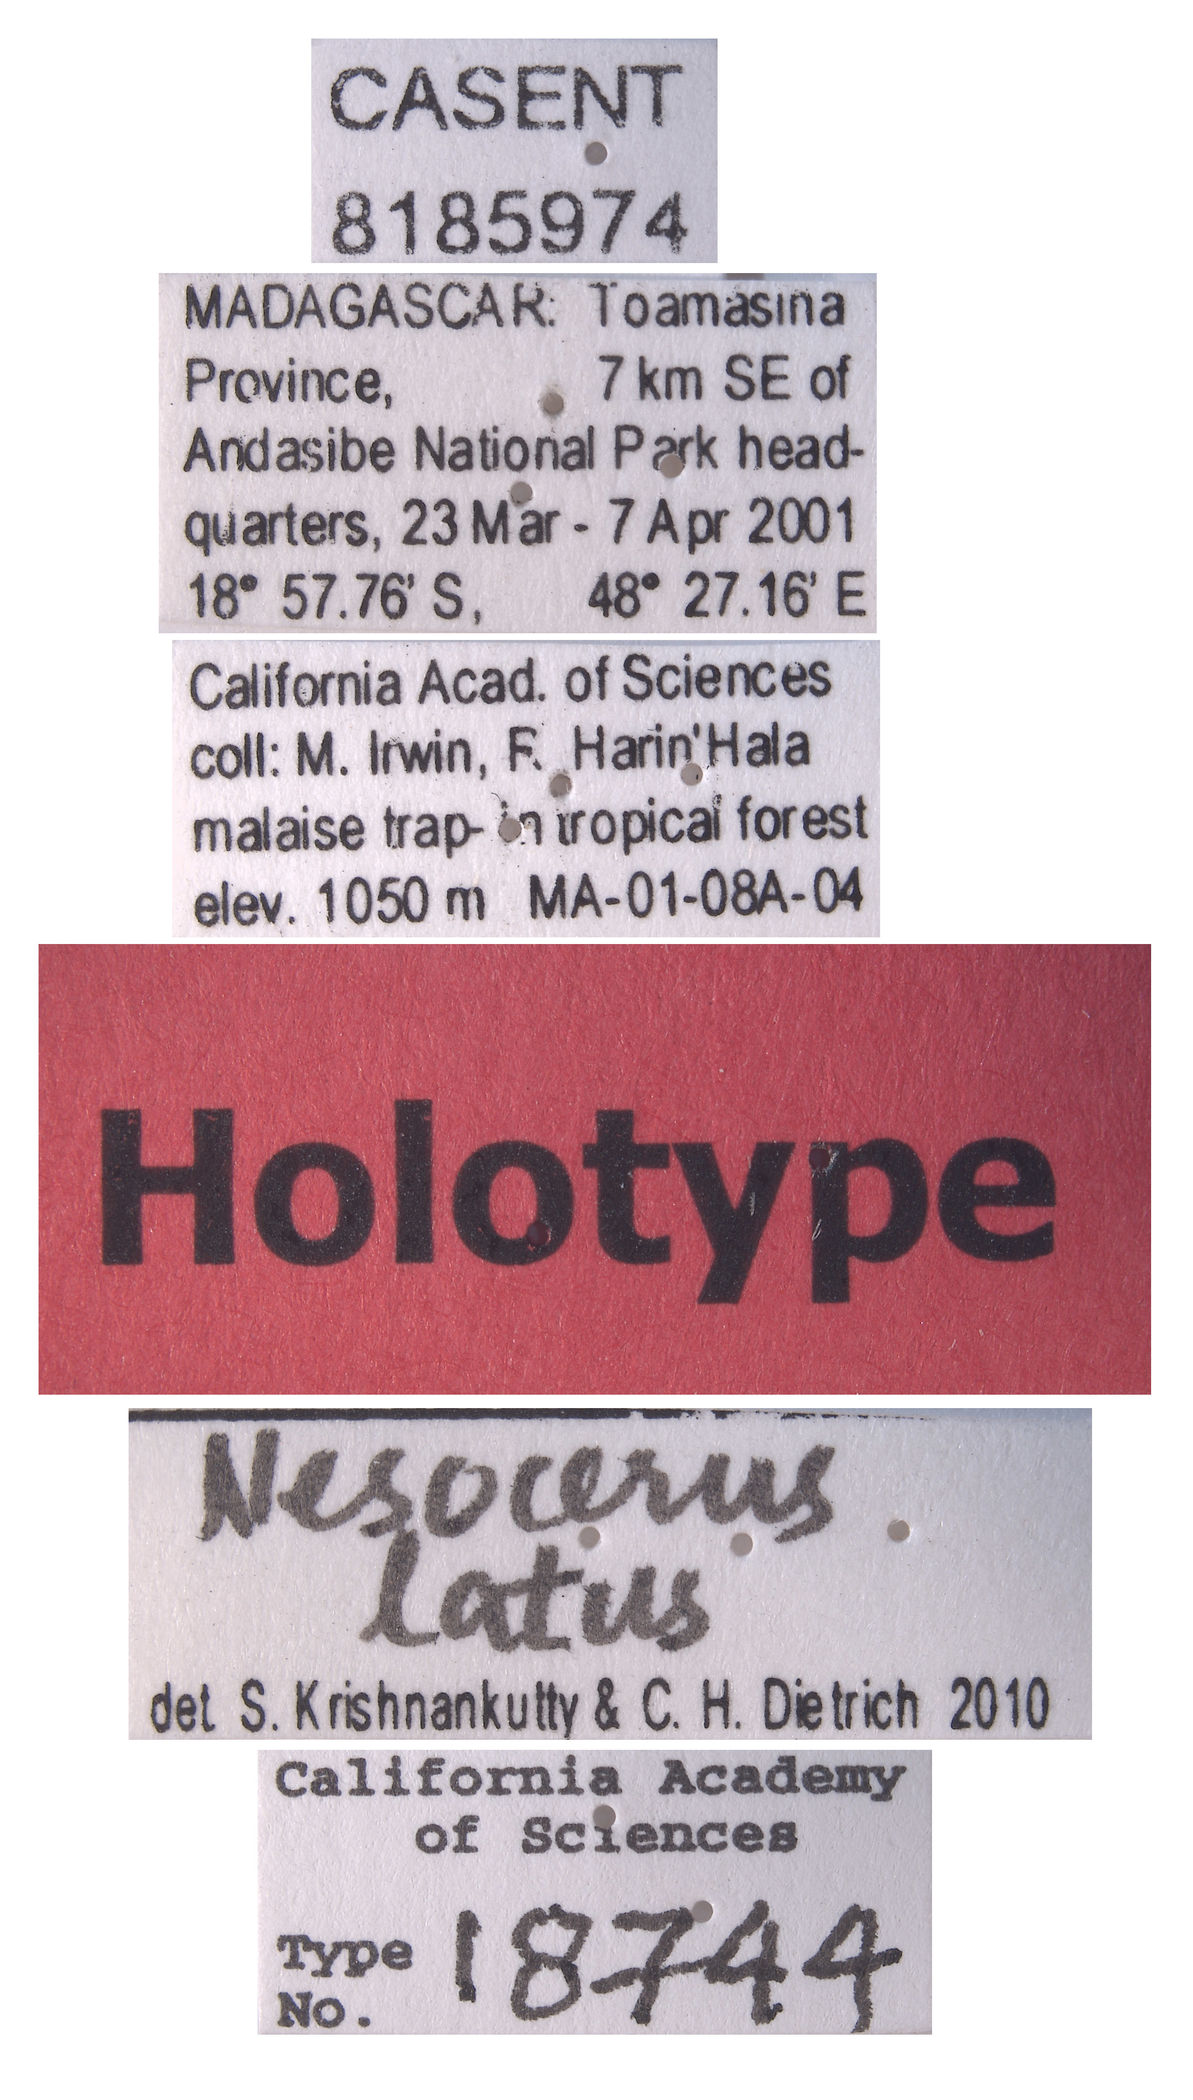 CASENT
8185974
MADAGASCAR: Toamasina
Province, 7 km SE of
Andasibe National Park head-
quarters, 23 Mar - 7 Apr 2001
18° 57.76' S, 48° 27.16' E
California Acad. of Sciences
coll: M. Irwin, R. Harin'Hala
malaise trap- in tropical forest
elev. 1050 m MA-01-08A-04
Holotype
Nesocerus
latus
det S. Krishnankutty & C. H. Dietrich 2010
California Academy
of Sciences
Type 18744
No.